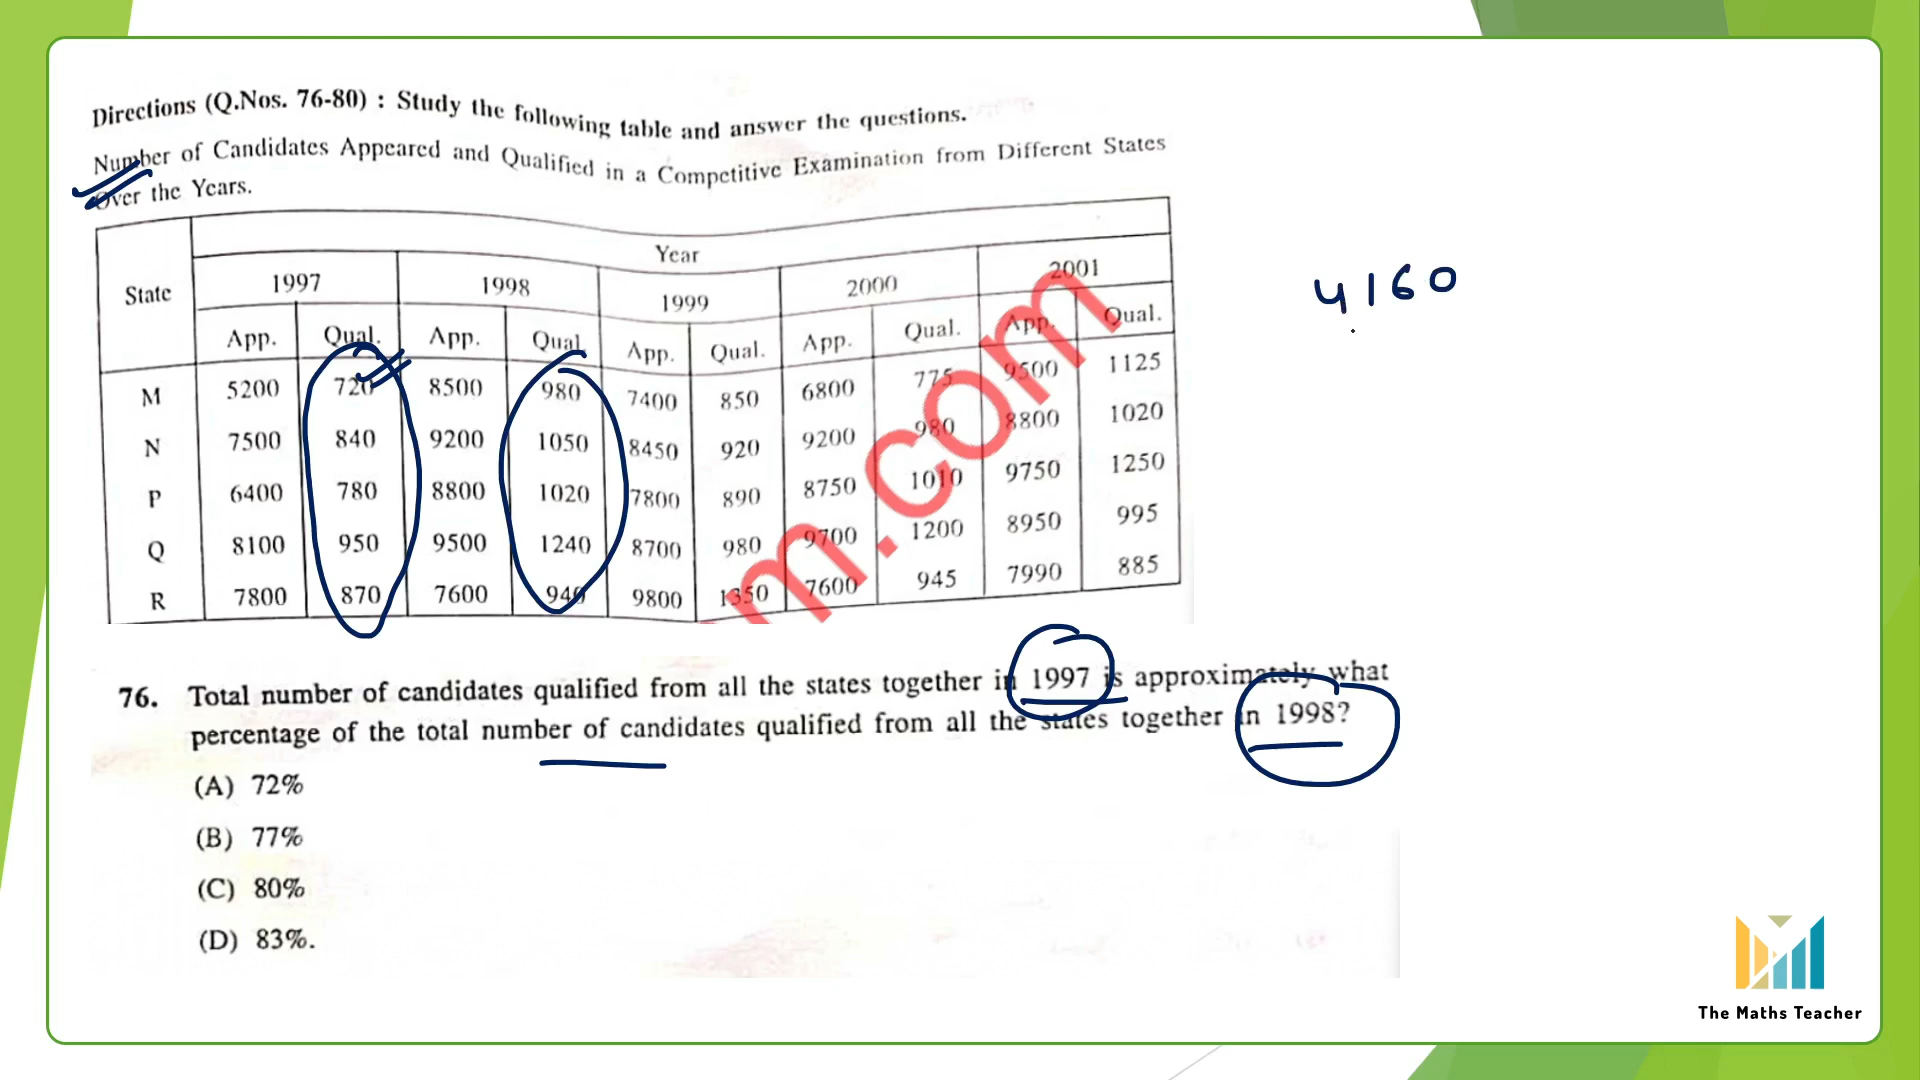 Directions (Q.Nos. 76-80) : Study the following table and answer the questions.
Number of Candidates Appeared and Qualified in a Competitive Examination from Different States
Over the Years.
State Year
1997 1998 1999 2000 2001
App. Qual. App. Qual App. Qual. App. Qual. App. Qual.
M 5200 720 8500 980 7400 850 6800 775 9500 1125
N 7500 840 9200 1050 8450 920 9200 980 8800 1020
P 6400 780 8800 1020 7800 890 8750 1010 9750 1250
Q 8100 950 9500 1240 8700 980 9700 1200 8950 995
R 7800 870 7600 940 9800 1350 7600 945 7990 885
m.com
4160
76. Total number of candidates qualified from all the states together in 1997 is approximately what
percentage of the total number of candidates qualified from all the states together in 1998?
(A) 72%
(B) 77%
(C) 80%
(D) 83%.
The Maths Teacher